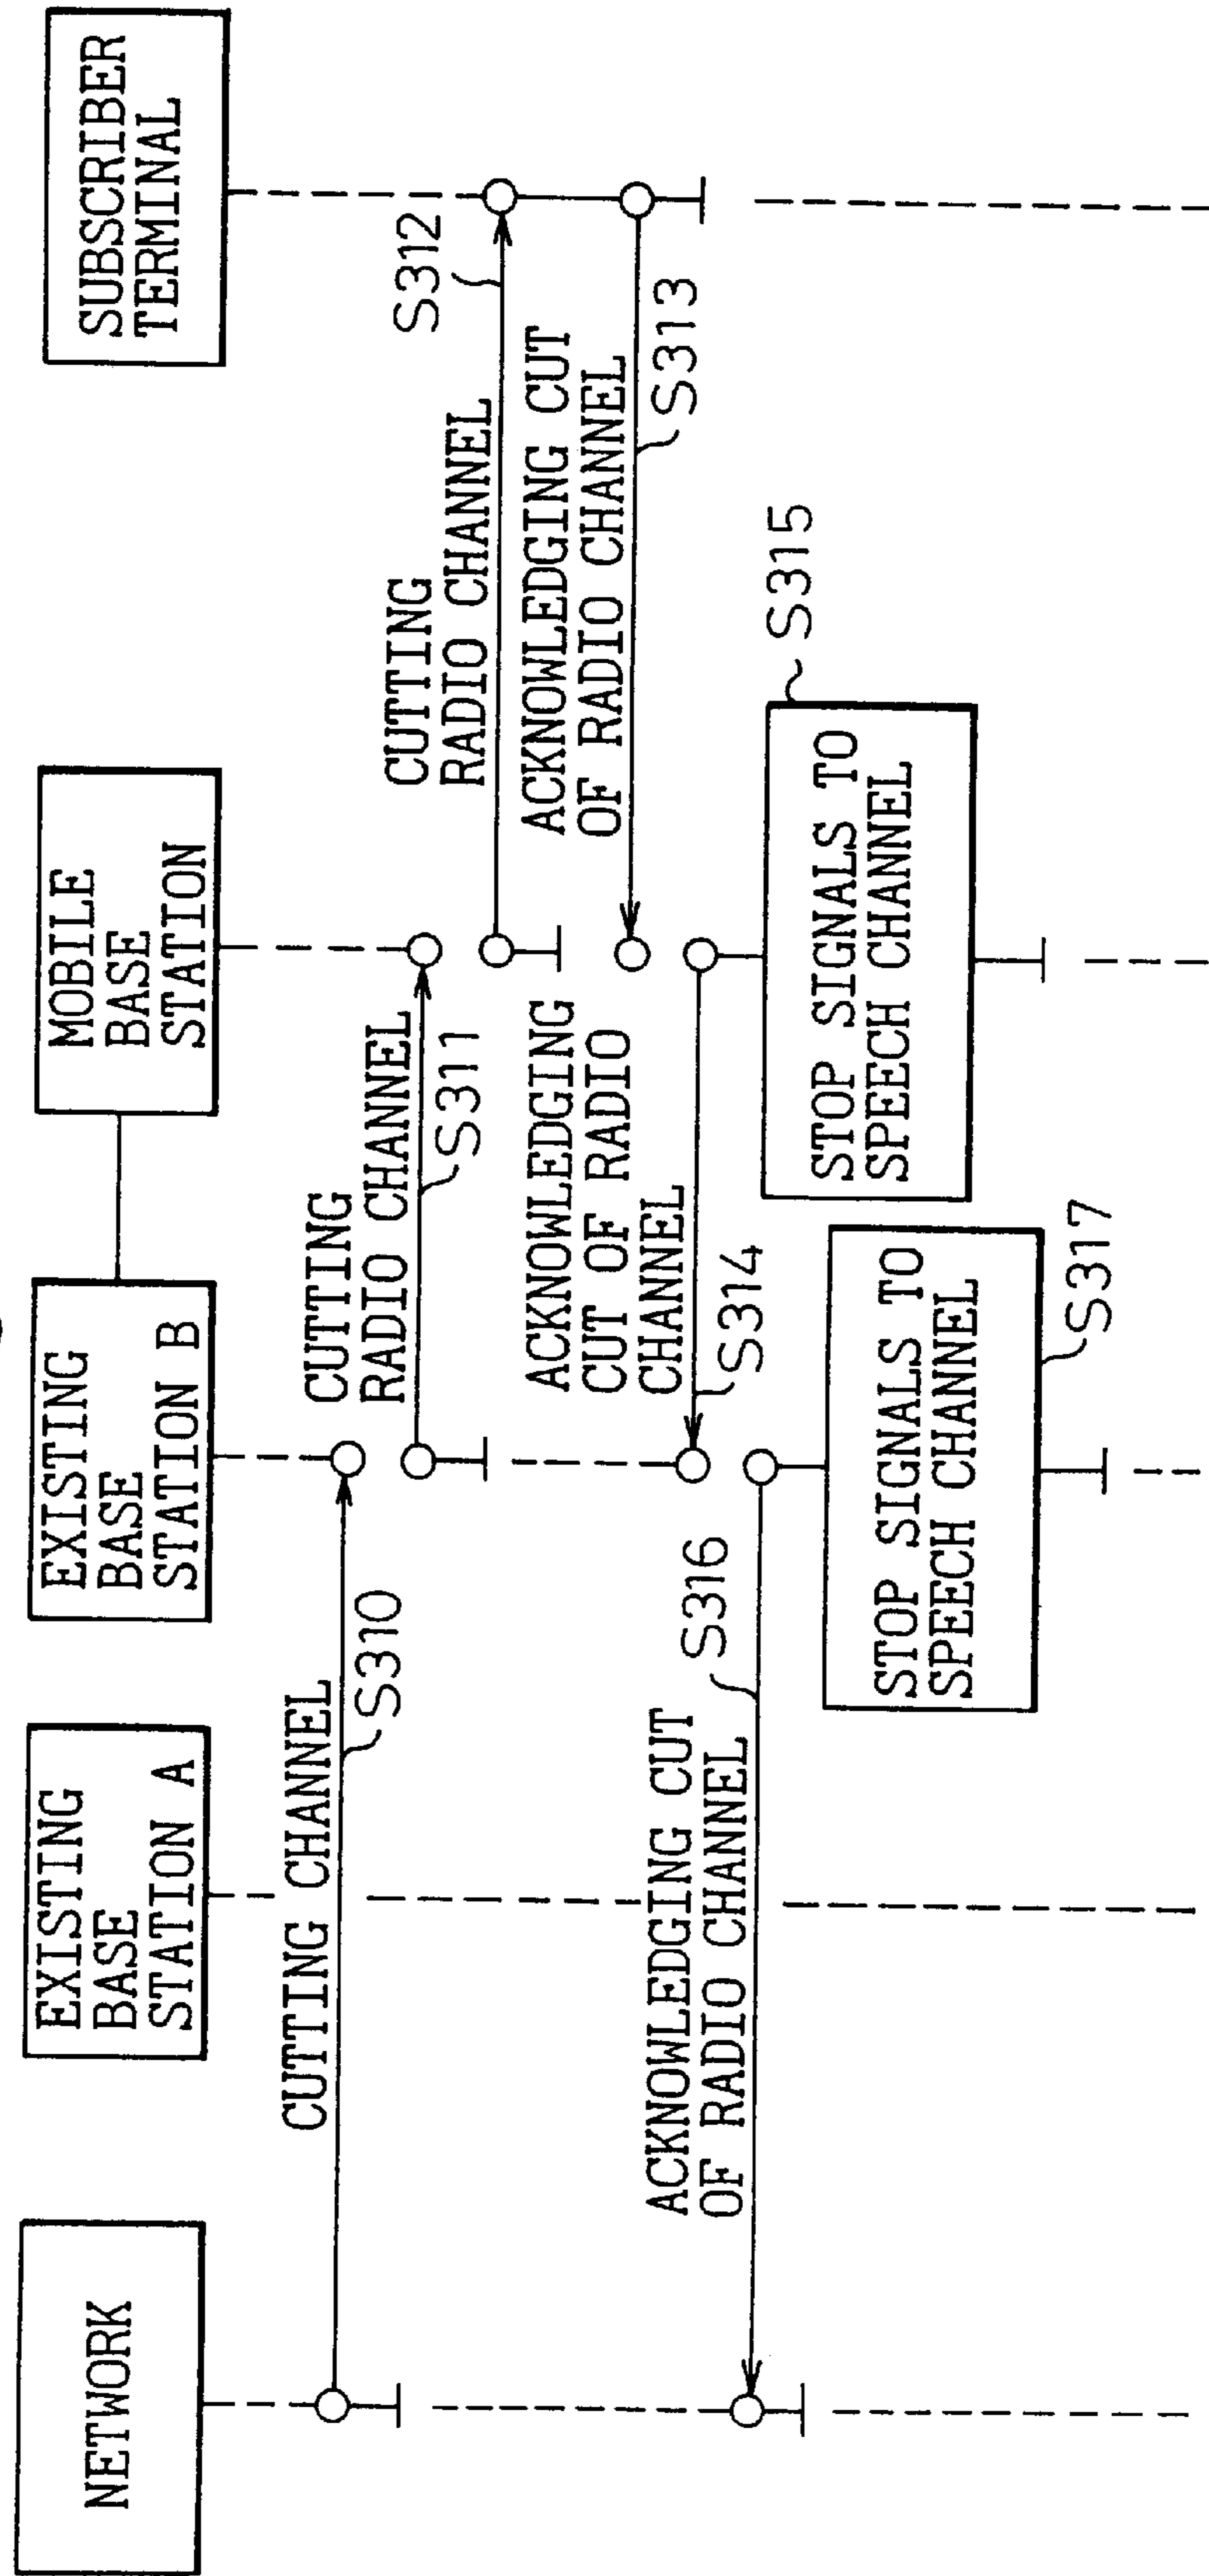 NETWORK
EXISTING
BASE
STATION A
EXISTING
BASE
STATION B
MOBILE
BASE
STATION
SUBSCRIBER
TERMINAL
CUTTING CHANNEL
S310
CUTTING
RADIO CHANNEL
S311
CUTTING
RADIO CHANNEL
S312
ACKNOWLEDGING CUT
OF RADIO CHANNEL
S313
ACKNOWLEDGING
CUT OF RADIO
CHANNEL
S314
STOP SIGNALS TO
SPEECH CHANNEL
S315
ACKNOWLEDGING CUT
OF RADIO CHANNEL
S316
STOP SIGNALS TO
SPEECH CHANNEL
S317